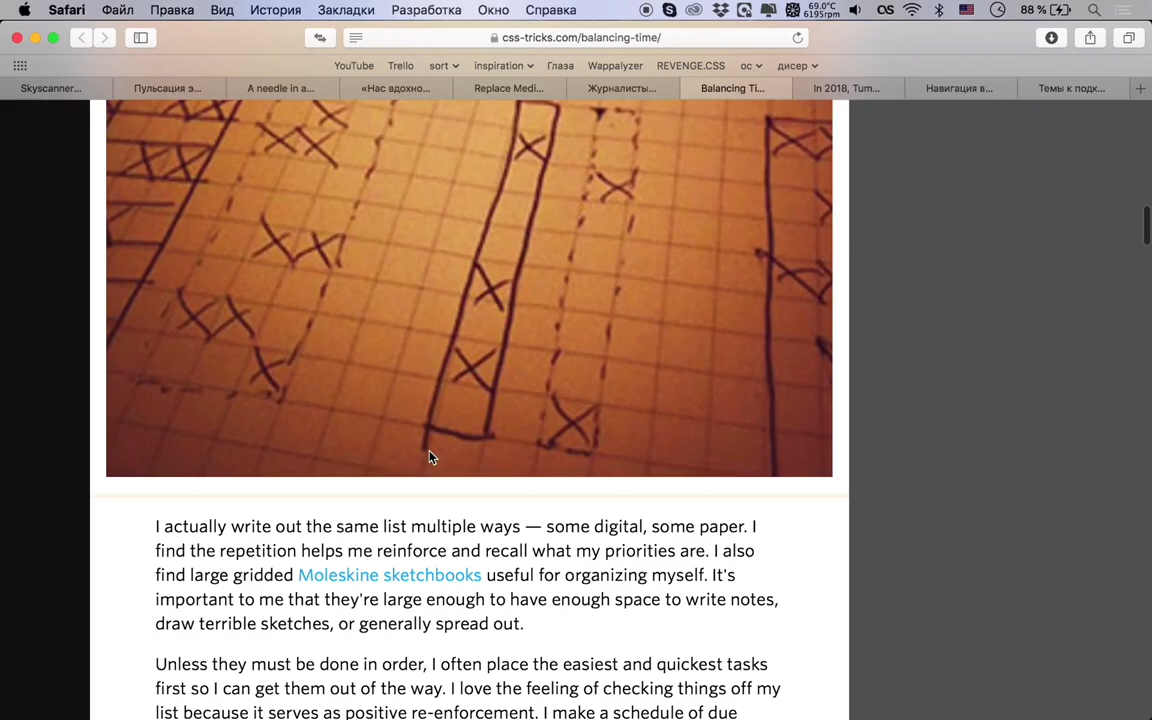 Safari Файл Правка Вид История Закладки Разработка Окно Справка 69.0°C 6195rpm 88 %
css-tricks.com/balancing-time/
YouTube Trello sort inspiration Глаза Wappalyzer REVENGE.CSS ос дисер
Skyscanner... Пульсация э... A needle in a... «Нас вдохно... Replace Medi... Журналисты... Balancing Ti... In 2018, Tum... Навигация в... Темы к подк...
I actually write out the same list multiple ways — some digital, some paper. I
find the repetition helps me reinforce and recall what my priorities are. I also
find large gridded Moleskine sketchbooks useful for organizing myself. It's
important to me that they're large enough to have enough space to write notes,
draw terrible sketches, or generally spread out.
Unless they must be done in order, I often place the easiest and quickest tasks
first so I can get them out of the way. I love the feeling of checking things off my
list because it serves as positive re-enforcement. I make a schedule of due